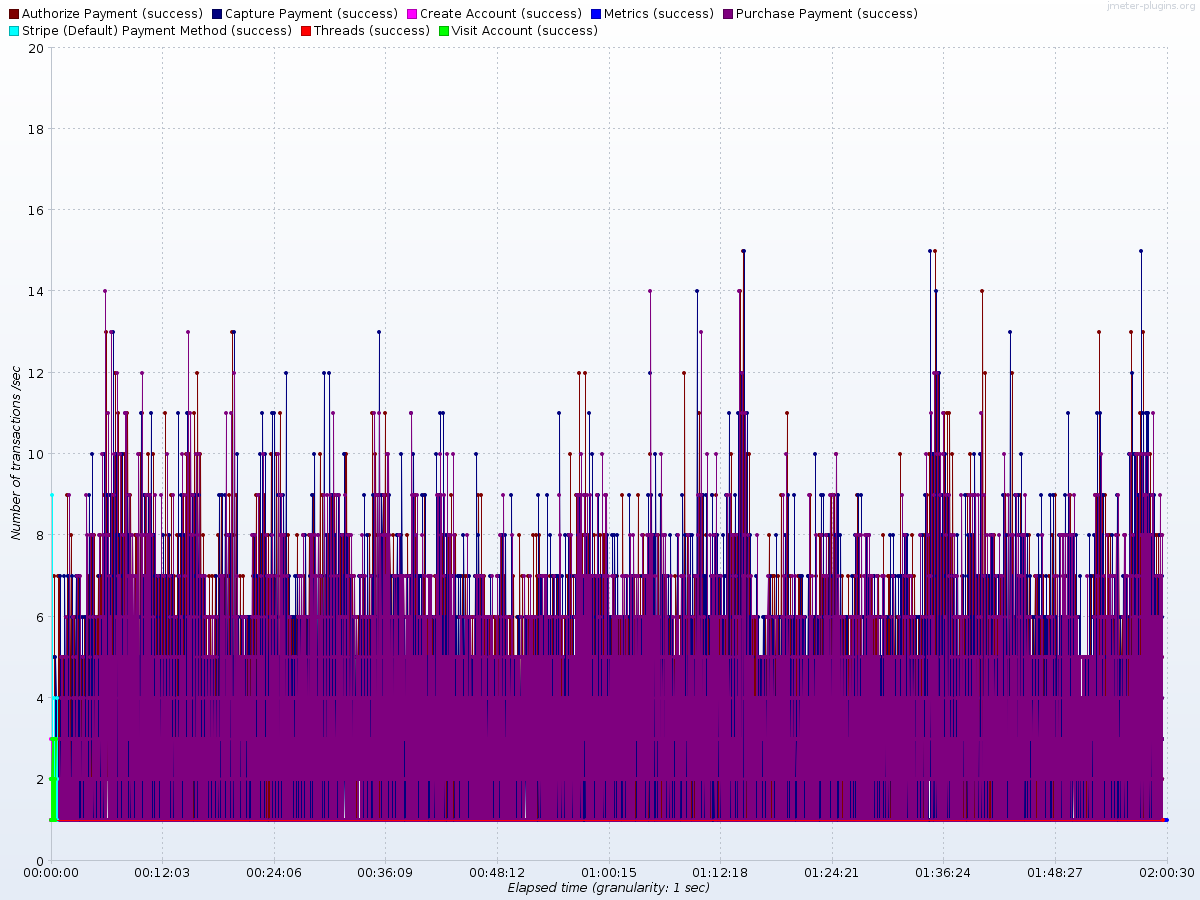 jmeter-plugins.org
Authorize Payment (success) Capture Payment (success) Create Account (success) Metrics (success) Purchase Payment (success)
Stripe (Default) Payment Method (success) Threads (success) Visit Account (success)
20
18
16
14
12
10
8
6
4
2
0
Number of transactions /sec
00:00:00 00:12:03 00:24:06 00:36:09 00:48:12 01:00:15 01:12:18 01:24:21 01:36:24 01:48:27 02:00:30
Elapsed time (granularity: 1 sec)